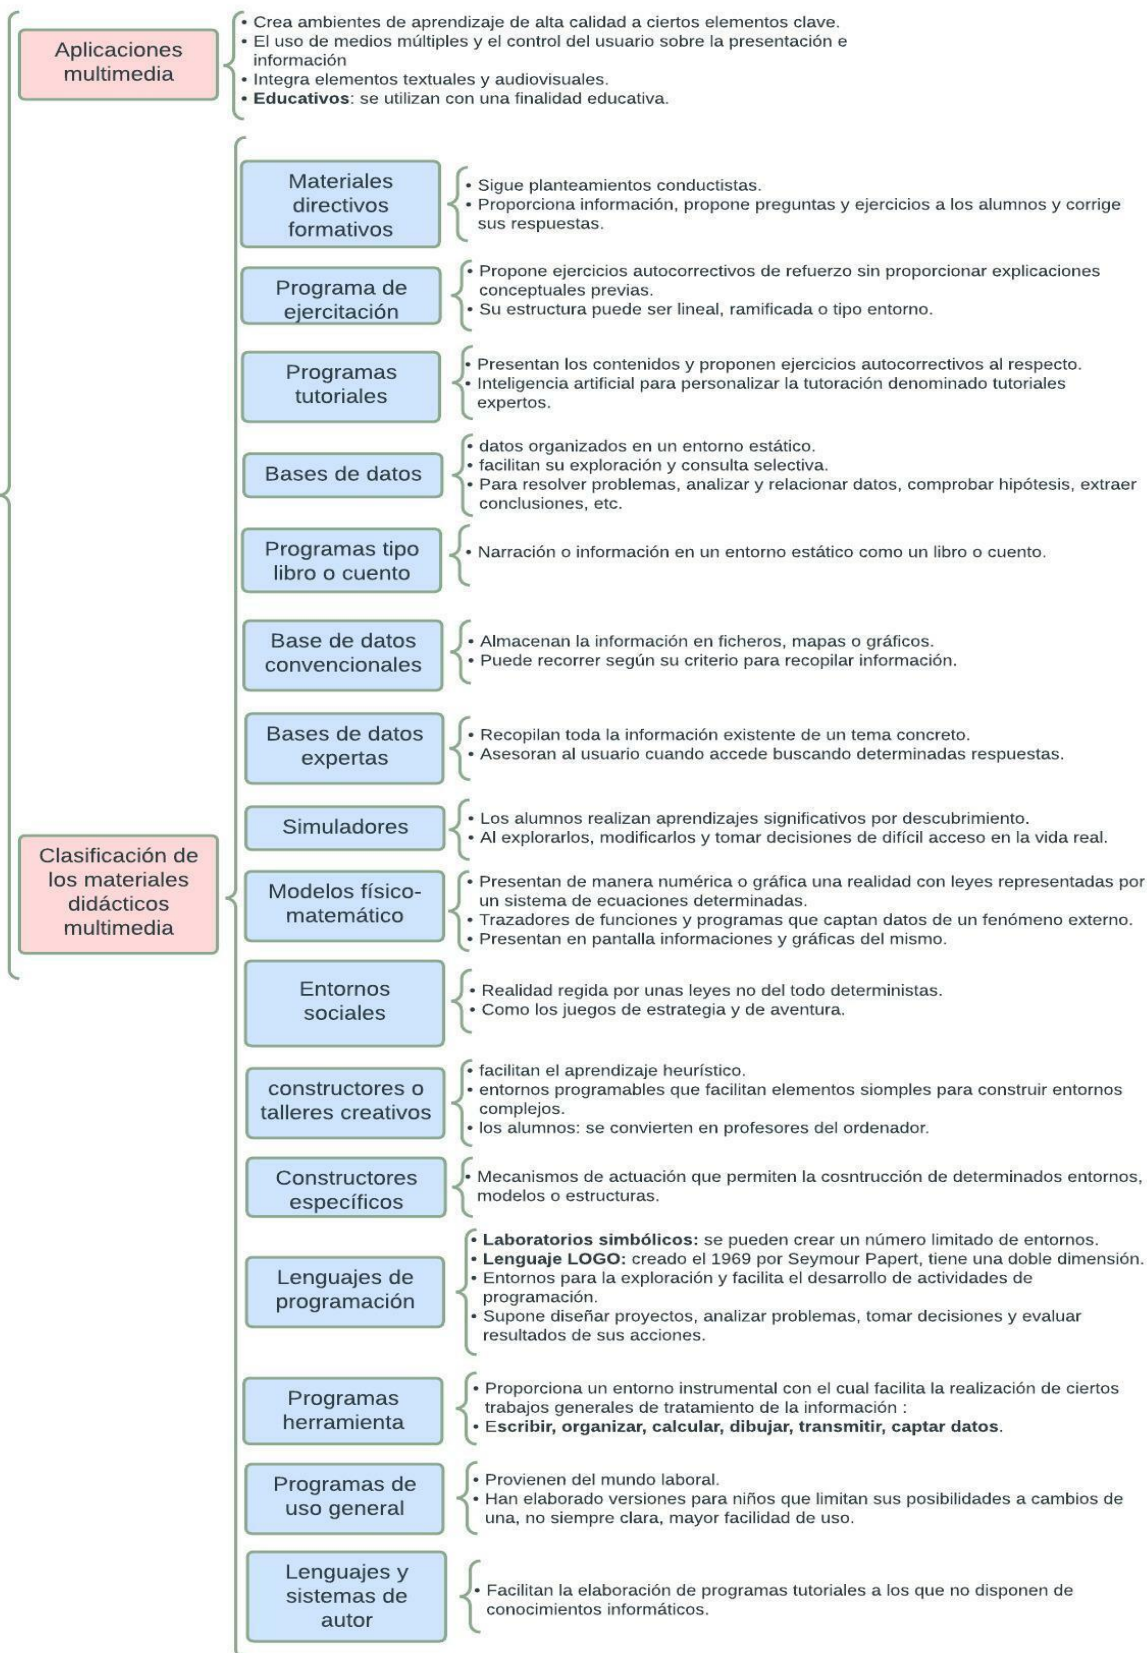 Aplicaciones
multimedia
• Crea ambientes de aprendizaje de alta calidad a ciertos elementos clave.
• El uso de medios múltiples y el control del usuario sobre la presentación e
información
• Integra elementos textuales y audiovisuales.
• Educativos: se utilizan con una finalidad educativa.
Clasificación de
los materiales
didácticos
multimedia
Materiales
directivos
formativos
• Sigue planteamientos conductistas.
• Proporciona información, propone preguntas y ejercicios a los alumnos y corrige
sus respuestas.
Programa de
ejercitación
• Propone ejercicios autocorrectivos de refuerzo sin proporcionar explicaciones
conceptuales previas.
• Su estructura puede ser lineal, ramificada o tipo entorno.
Programas
tutoriales
• Presentan los contenidos y proponen ejercicios autocorrectivos al respecto.
• Inteligencia artificial para personalizar la tutoración denominado tutoriales
expertos.
Bases de datos
• datos organizados en un entorno estático.
• facilitan su exploración y consulta selectiva.
• Para resolver problemas, analizar y relacionar datos, comprobar hipótesis, extraer
conclusiones, etc.
Programas tipo
libro o cuento
• Narración o información en un entorno estático como un libro o cuento.
Base de datos
convencionales
• Almacenan la información en ficheros, mapas o gráficos.
• Puede recorrer según su criterio para recopilar información.
Bases de datos
expertas
• Recopilan toda la información existente de un tema concreto.
• Asesoran al usuario cuando accede buscando determinadas respuestas.
Simuladores
• Los alumnos realizan aprendizajes significativos por descubrimiento.
• Al explorarlos, modificarlos y tomar decisiones de difícil acceso en la vida real.
Modelos físico-
matemático
• Presentan de manera numérica o gráfica una realidad con leyes representadas por
un sistema de ecuaciones determinadas.
• Trazadores de funciones y programas que captan datos de un fenómeno externo.
• Presentan en pantalla informaciones y gráficas del mismo.
Entornos
sociales
• Realidad regida por unas leyes no del todo deterministas.
• Como los juegos de estrategia y de aventura.
constructores o
talleres creativos
• facilitan el aprendizaje heurístico.
• entornos programables que facilitan elementos siomples para construir entornos
complejos.
• los alumnos: se convierten en profesores del ordenador.
Constructores
específicos
• Mecanismos de actuación que permiten la cosntrucción de determinados entornos,
modelos o estructuras.
Lenguajes de
programación
• Laboratorios simbólicos: se pueden crear un número limitado de entornos.
• Lenguaje LOGO: creado el 1969 por Seymour Papert, tiene una doble dimensión.
• Entornos para la exploración y facilita el desarrollo de actividades de
programación.
• Supone diseñar proyectos, analizar problemas, tomar decisiones y evaluar
resultados de sus acciones.
Programas
herramienta
• Proporciona un entorno instrumental con el cual facilita la realización de ciertos
trabajos generales de tratamiento de la información :
• Escribir, organizar, calcular, dibujar, transmitir, captar datos.
Programas de
uso general
• Provienen del mundo laboral.
• Han elaborado versiones para niños que limitan sus posibilidades a cambios de
una, no siempre clara, mayor facilidad de uso.
Lenguajes y
sistemas de
autor
• Facilitan la elaboración de programas tutoriales a los que no disponen de
conocimientos informáticos.